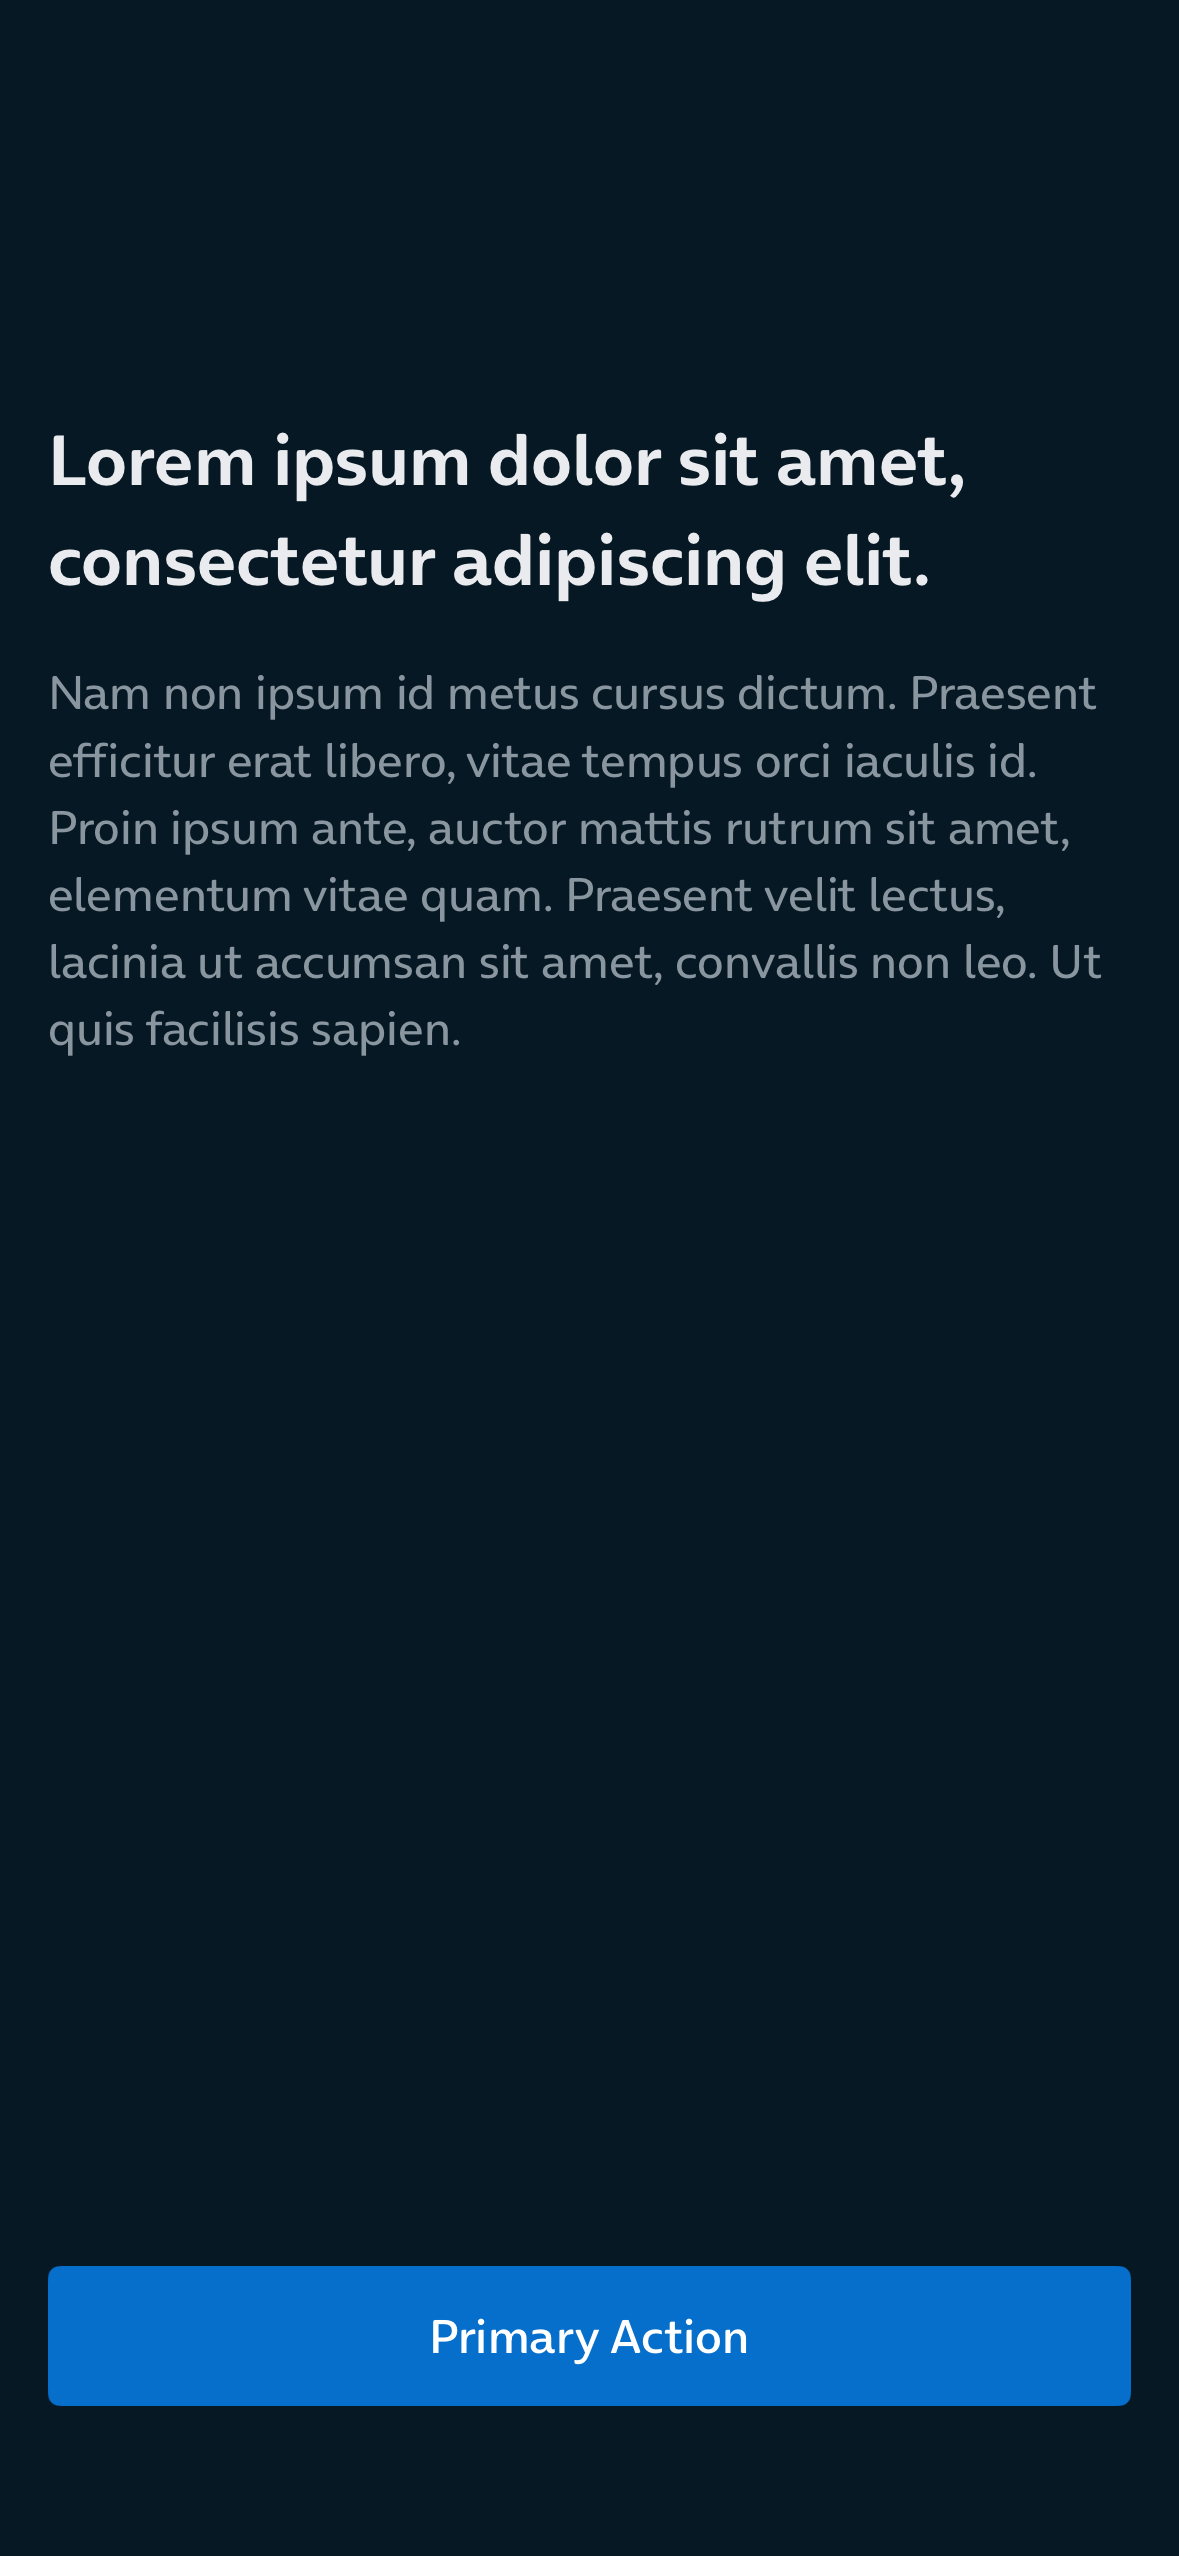 Lorem ipsum dolor sit amet,
consectetur adipiscing elit.
Nam non ipsum id metus cursus dictum. Praesent
efficitur erat libero, vitae tempus orci iaculis id.
Proin ipsum ante, auctor mattis rutrum sit amet,
elementum vitae quam. Praesent velit lectus,
lacinia ut accumsan sit amet, convallis non leo. Ut
quis facilisis sapien.
Primary Action